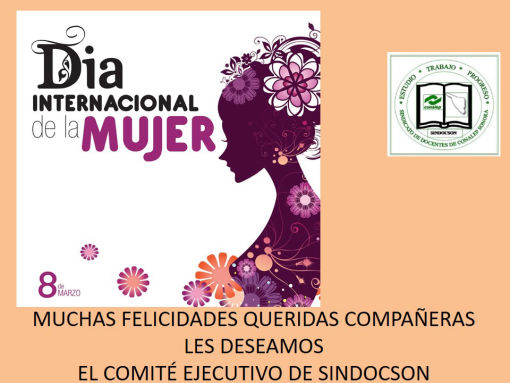 Dia
INTERNACIONAL
de la MUJER
8 de
MARZO
ESTUDIO * TRABAJO * PROGRESO
conalep
SINDOCSON
SINDICATO DE DOCENTES DE CONALEP SONORA
MUCHAS FELICIDADES QUERIDAS COMPAÑERAS
LES DESEAMOS
EL COMITÉ EJECUTIVO DE SINDOCSON